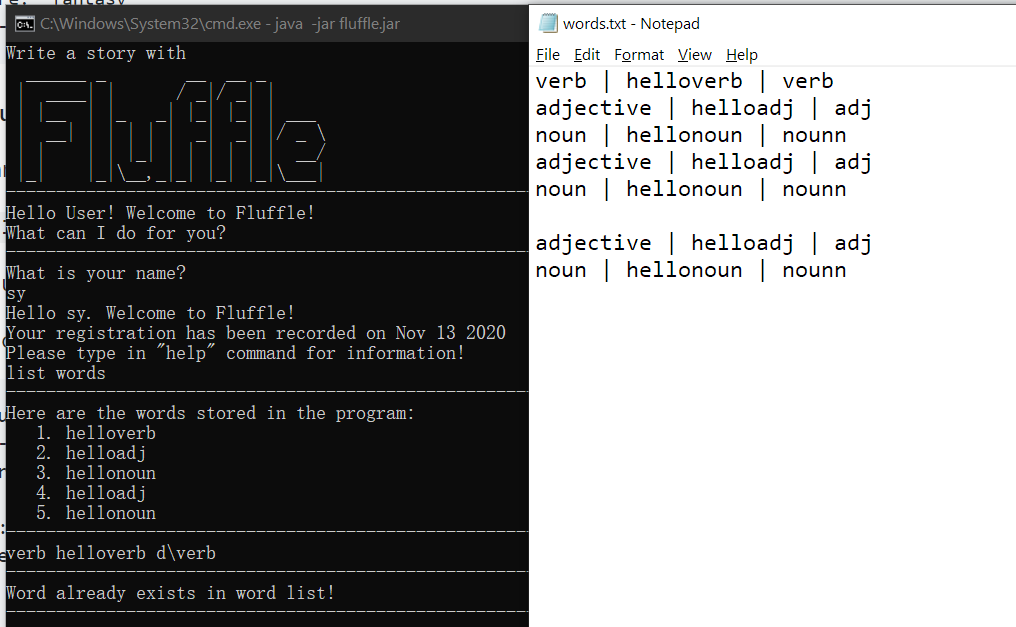 C:\Windows\System32\cmd.exe - java -jar fluffle.jar
Write a story with
Fluffle
Hello User! Welcome to Fluffle!
What can I do for you?
What is your name?
sy
Hello sy. Welcome to Fluffle!
Your registration has been recorded on Nov 13 2020
Please type in "help" command for information!
list words
Here are the words stored in the program:
1. helloverb
2. helloadj
3. hellonoun
4. helloadj
5. hellonoun
verb helloverb d\verb
Word already exists in word list!
words.txt - Notepad
File Edit Format View Help
verb | helloverb | verb
adjective | helloadj | adj
noun | hellonoun | nounn
adjective | helloadj | adj
noun | hellonoun | nounn
adjective | helloadj | adj
noun | hellonoun | nounn